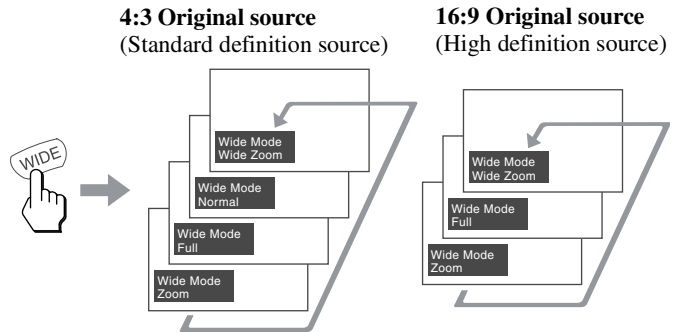 4:3 Original source
(Standard definition source)
16:9 Original source
(High definition source)
WIDE
Wide Mode
Wide Zoom
Wide Mode
Normal
Wide Mode
Full
Wide Mode
Zoom
Wide Mode
Wide Zoom
Wide Mode
Full
Wide Mode
Zoom